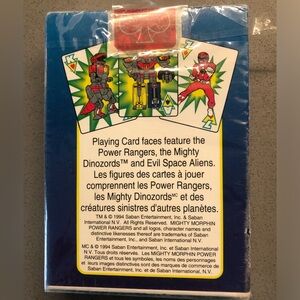 Playing Card faces feature the
Power Rangers, the Mighty
Dinozords™ and Evil Space Aliens.
Les figures des cartes à jouer
comprennent les Power Rangers,
les Mighty Dinozordsᴹᶜ et des
créatures sinistres d'autres planètes.
TM & © 1994 Saban Entertainment, Inc. & Saban
International N.V. All Rights Reserved. MIGHTY MORPHIN
POWER RANGERS and all logos, character names and
distinctive likenesses thereof are trademarks of Saban
Entertainment, Inc., and Saban International N.V.
MC & © 1994 Saban Entertainment, Inc. et Saban International
N.V. Tous droits réservés. Les MIGHTY MORPHIN POWER
RANGERS et tous les symboles, les noms des personnages
et leurs images distinctives sont des marques de commerce de
Saban Entertainment, Inc. et de Saban International, N.V.